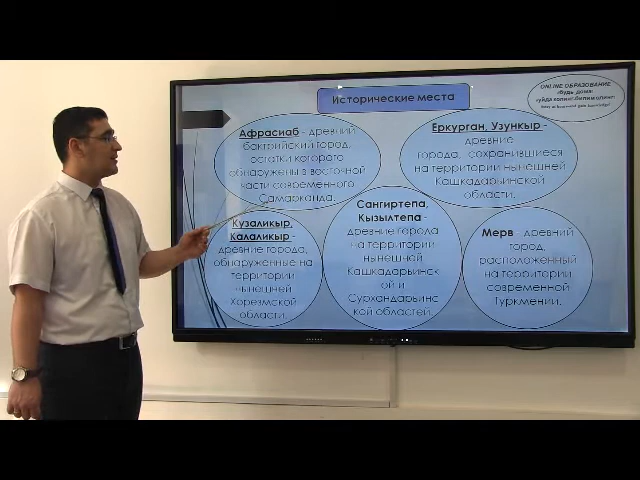 Исторические места
ONLINE ОБРАЗОВАНИЕ
Афрасиаб - древний
бактрийский город,
остатки которого
обнаружены в восточной
части современного
Самарканда.
Еркурган, Узункыр -
древние
города, сохранившиеся
на территории нынешней
Кашкадарьинской
области.
Кузаликыр,
Калаликыр -
древние города,
обнаруженные на
территории
нынешней
Хорезмской
области.
Сангиртепа,
Кызылтепа -
древние города
на территории
нынешней
Кашкадарьинск
ой и
Сурхандарьинс
кой областей.
Мерв - древний
город,
расположенный
на территории
современной
Туркмении.